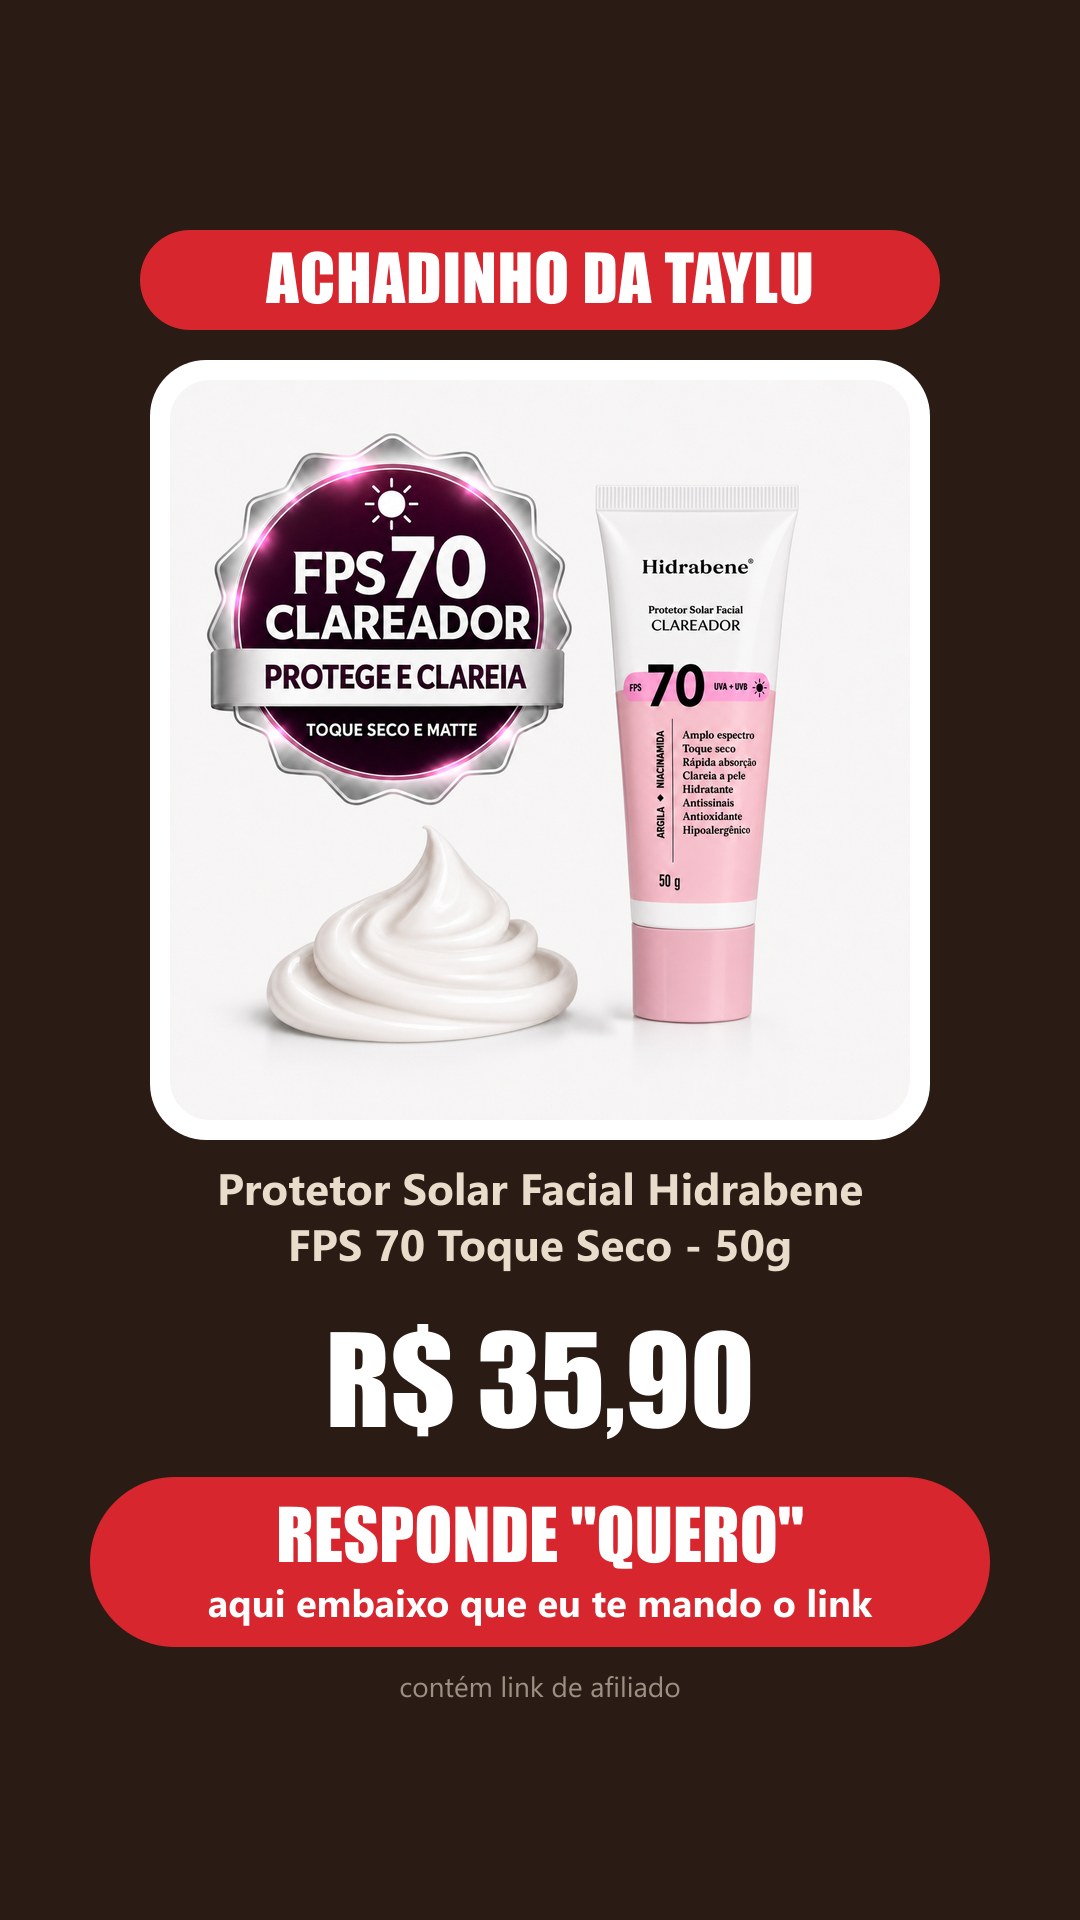 ACHADINHO DA TAYLU
FPS 70
CLAREADOR
PROTEGE E CLAREIA
TOQUE SECO E MATTE
Hidrabene®
Protetor Solar Facial
CLAREADOR
FPS 70 UVA + UVB
ARGILA ◆ NIACINAMIDA
Amplo espectro
Toque seco
Rápida absorção
Clareia a pele
Hidratante
Antissinais
Antioxidante
Hipoalergênico
50 g
Protetor Solar Facial Hidrabene
FPS 70 Toque Seco - 50g
R$ 35,90
RESPONDE "QUERO"
aqui embaixo que eu te mando o link
contém link de afiliado